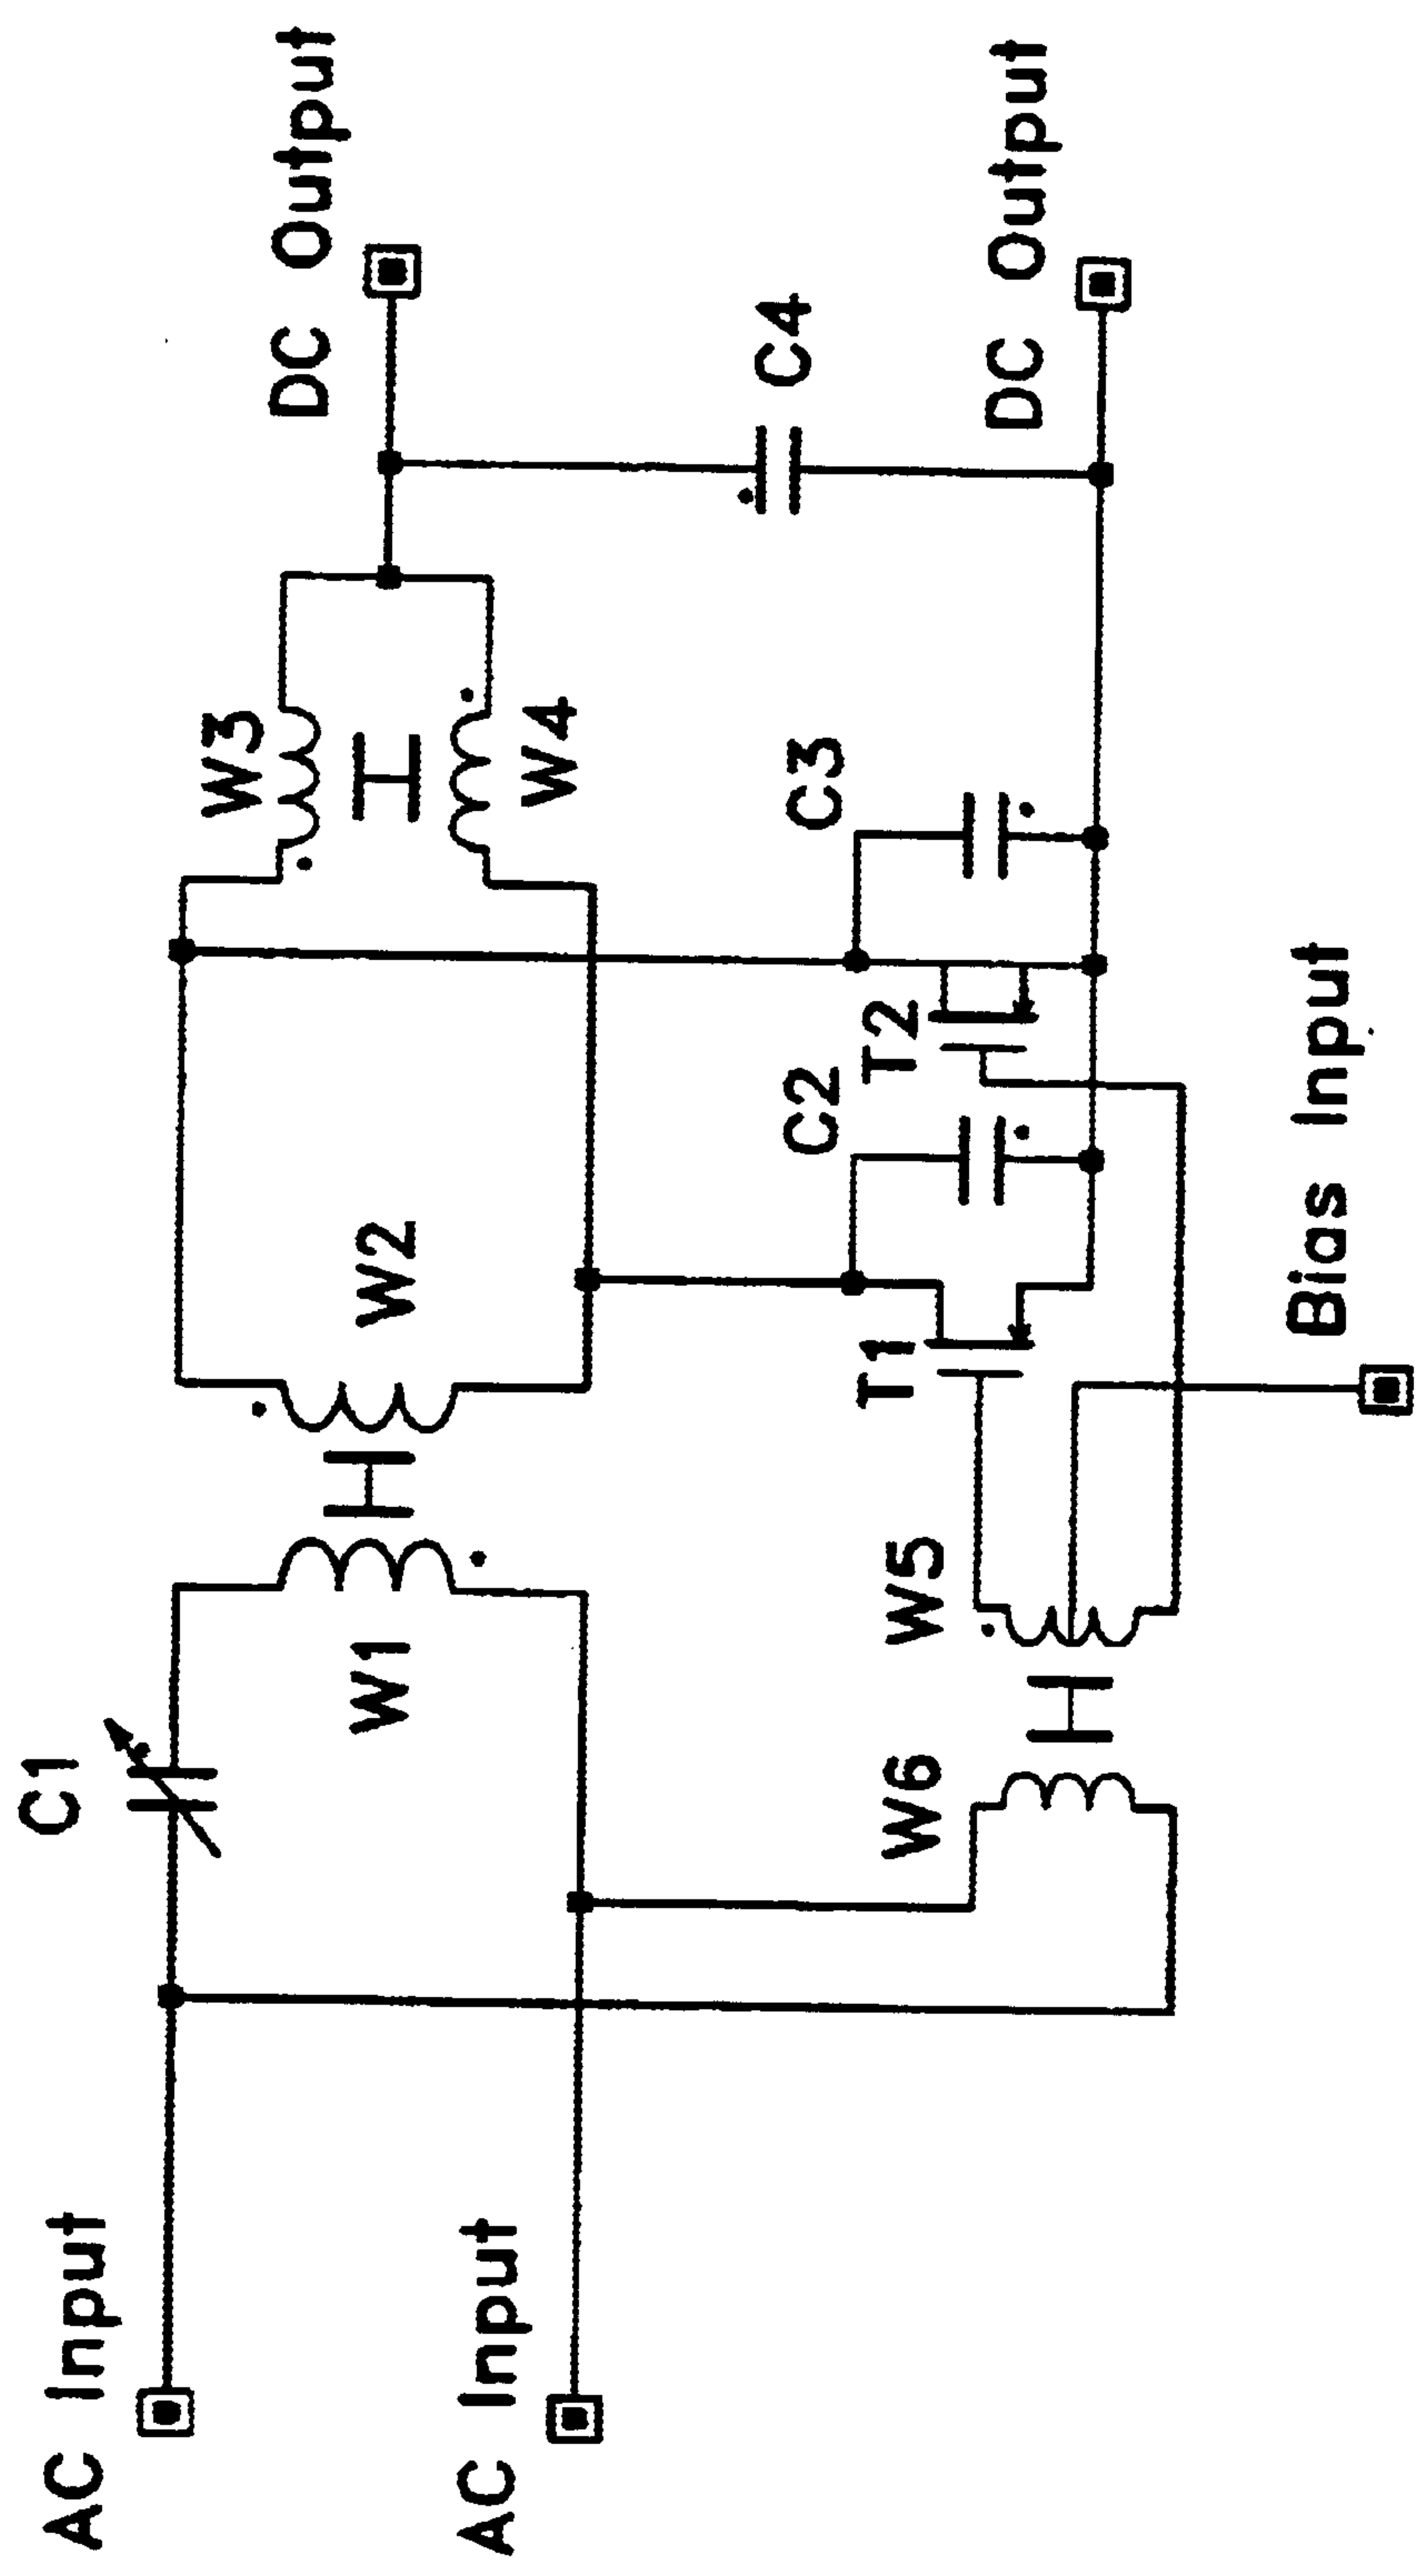 AC Input
AC Input
C1
W1
W2
W3
W4
W6
W5
T1
C2
T2
C3
C4
DC Output
DC Output
Bias Input